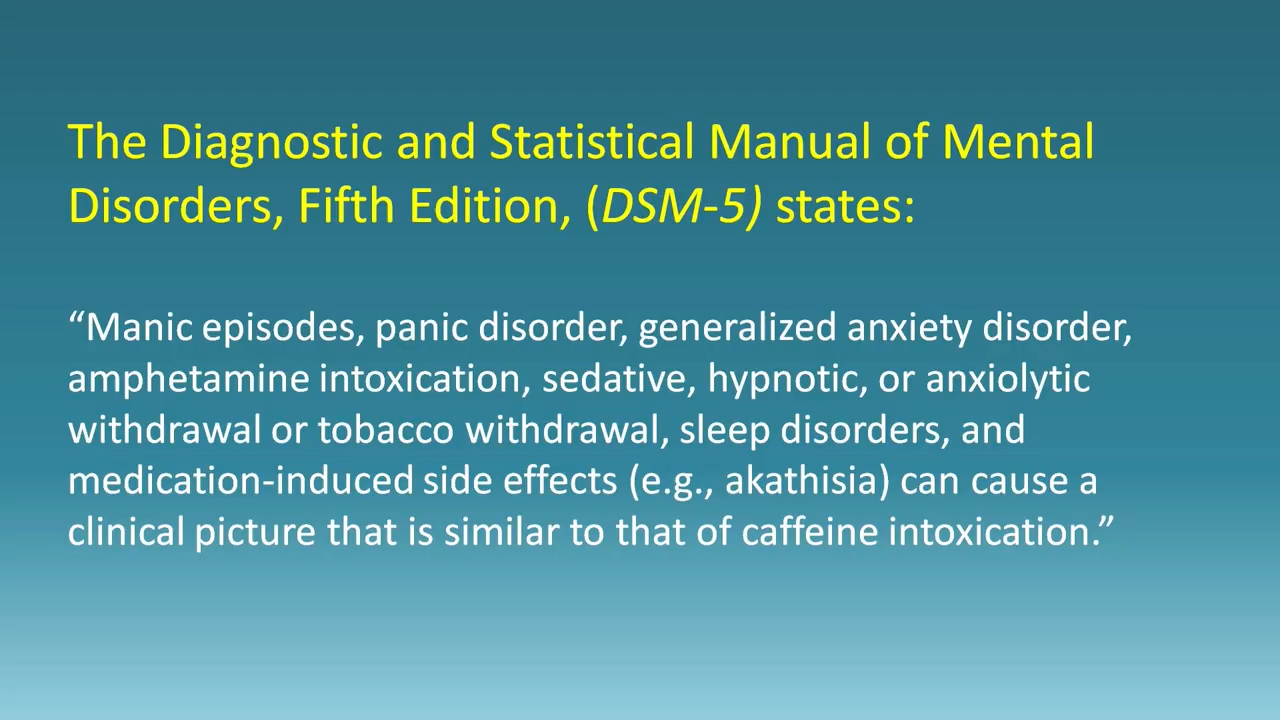 The Diagnostic and Statistical Manual of Mental
Disorders, Fifth Edition, (DSM-5) states:
“Manic episodes, panic disorder, generalized anxiety disorder,
amphetamine intoxication, sedative, hypnotic, or anxiolytic
withdrawal or tobacco withdrawal, sleep disorders, and
medication-induced side effects (e.g., akathisia) can cause a
clinical picture that is similar to that of caffeine intoxication.”